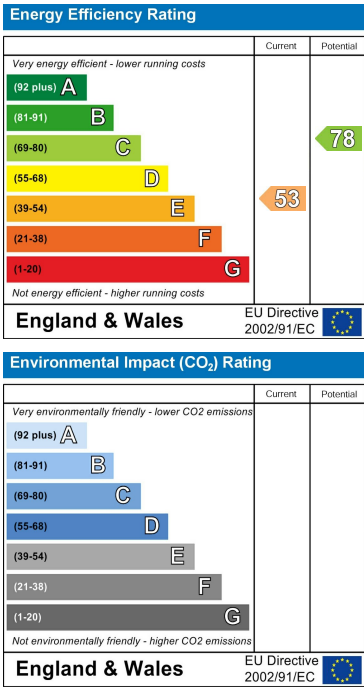 Energy Efficiency Rating
Current Potential
Very energy efficient - lower running costs
(92 plus) A
(81-91) B
(69-80) C
(55-68) D
(39-54) E
(21-38) F
(1-20) G
53
78
Not energy efficient - higher running costs
England & Wales
EU Directive
2002/91/EC
Environmental Impact (CO₂) Rating
Current Potential
Very environmentally friendly - lower CO2 emissions
(92 plus) A
(81-91) B
(69-80) C
(55-68) D
(39-54) E
(21-38) F
(1-20) G
Not environmentally friendly - higher CO2 emissions
England & Wales
EU Directive
2002/91/EC